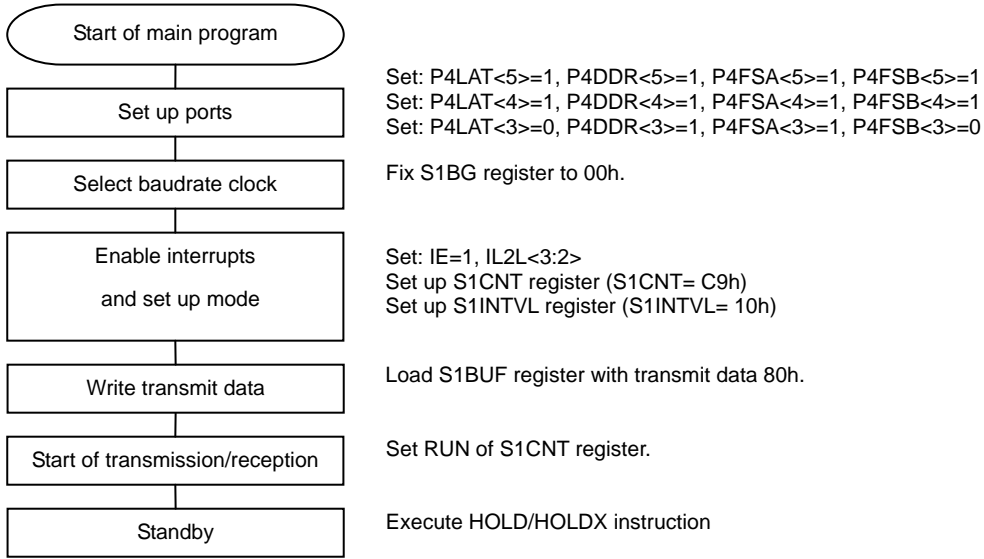 Start of main program
Set up ports
Set: P4LAT<5>=1, P4DDR<5>=1, P4FSA<5>=1, P4FSB<5>=1
Set: P4LAT<4>=1, P4DDR<4>=1, P4FSA<4>=1, P4FSB<4>=1
Set: P4LAT<3>=0, P4DDR<3>=1, P4FSA<3>=1, P4FSB<3>=0
Select baudrate clock
Fix S1BG register to 00h.
Enable interrupts
and set up mode
Set: IE=1, IL2L<3:2>
Set up S1CNT register (S1CNT= C9h)
Set up S1INTVL register (S1INTVL= 10h)
Write transmit data
Load S1BUF register with transmit data 80h.
Start of transmission/reception
Set RUN of S1CNT register.
Standby
Execute HOLD/HOLDX instruction